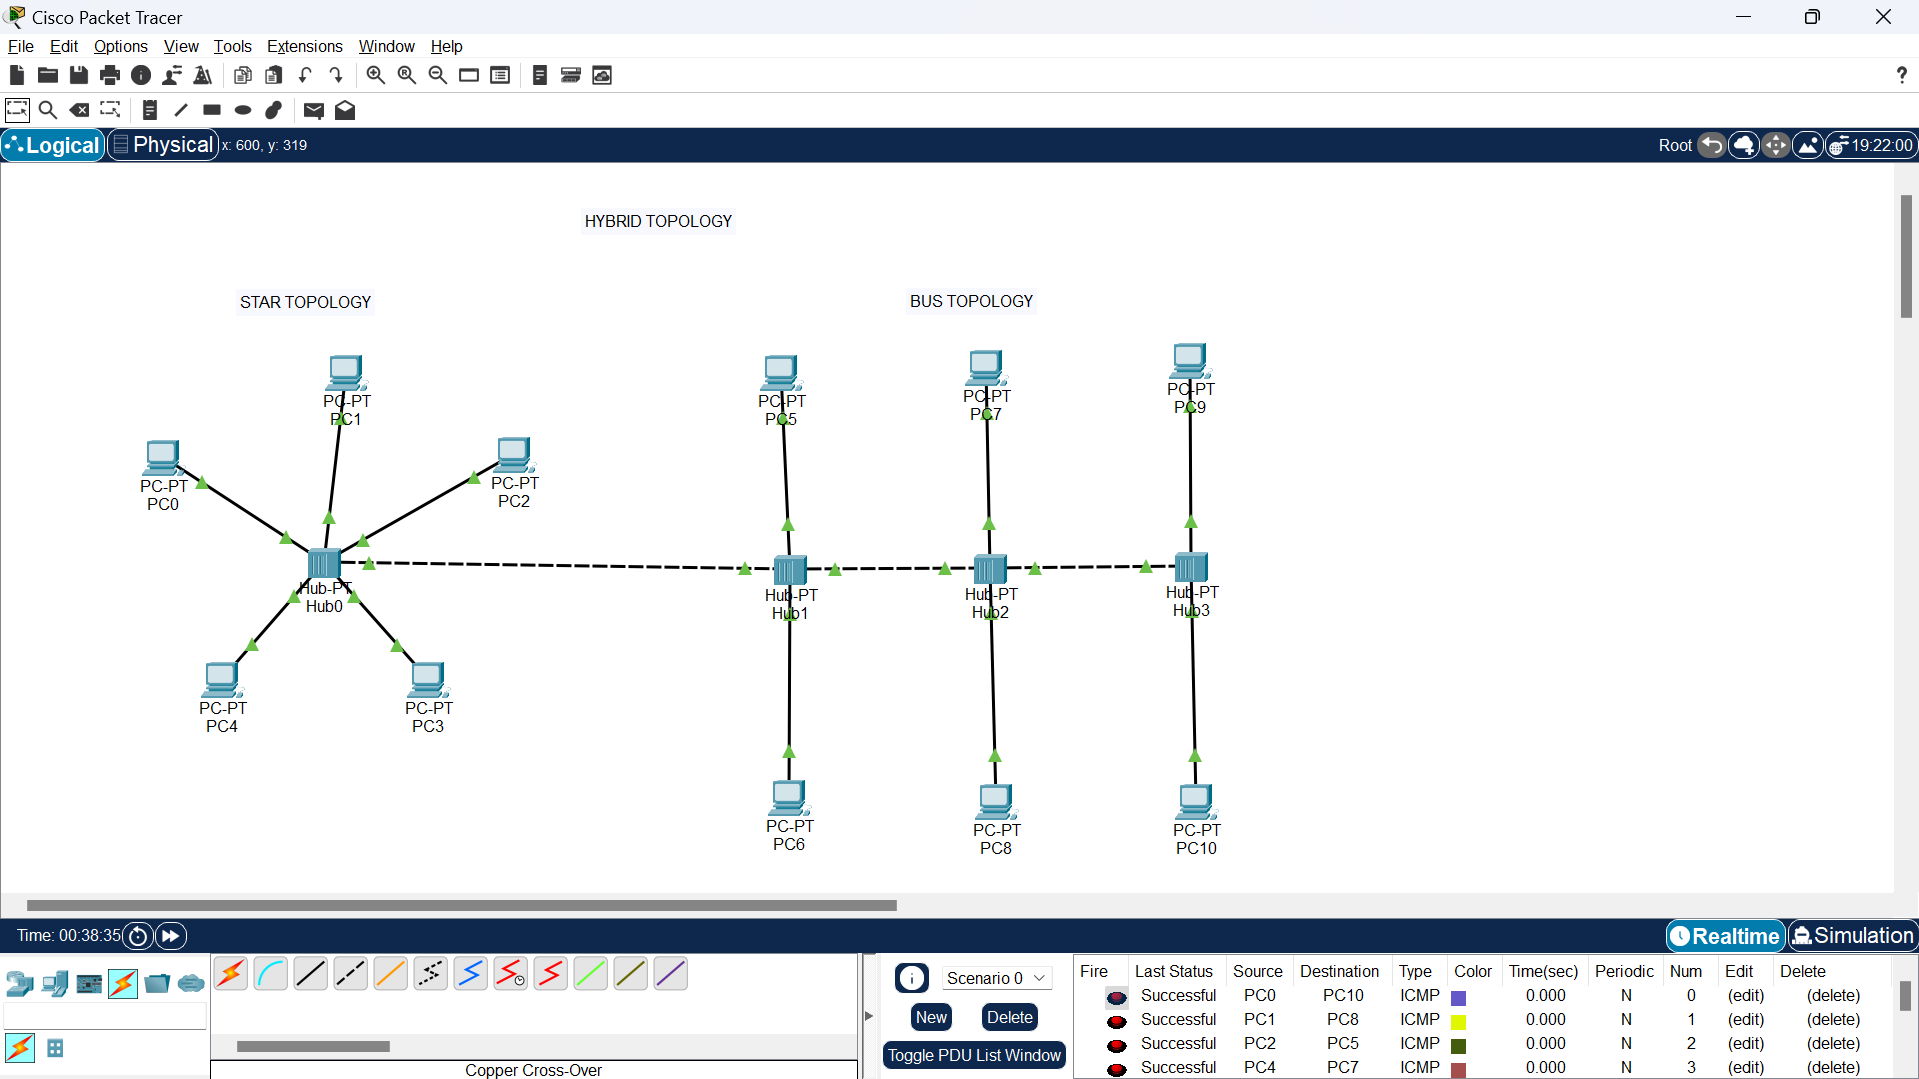 Cisco Packet Tracer
File Edit Options View Tools Extensions Window Help
?
Logical Physical x: 600, y: 319 Root 19:22:00
HYBRID TOPOLOGY
STAR TOPOLOGY
BUS TOPOLOGY
PC-PT
PC1
PC-PT
PC5
PC-PT
PC7
PC-PT
PC9
PC-PT
PC0
PC-PT
PC2
Hub-PT
Hub0
Hub-PT
Hub1
Hub-PT
Hub2
Hub-PT
Hub3
PC-PT
PC4
PC-PT
PC3
PC-PT
PC6
PC-PT
PC8
PC-PT
PC10
Time: 00:38:35 Realtime Simulation
Copper Cross-Over
Scenario 0
New Delete
Toggle PDU List Window
Fire Last Status Source Destination Type Color Time(sec) Periodic Num Edit Delete
Successful PC0 PC10 ICMP 0.000 N 0 (edit) (delete)
Successful PC1 PC8 ICMP 0.000 N 1 (edit) (delete)
Successful PC2 PC5 ICMP 0.000 N 2 (edit) (delete)
Successful PC4 PC7 ICMP 0.000 N 3 (edit) (delete)